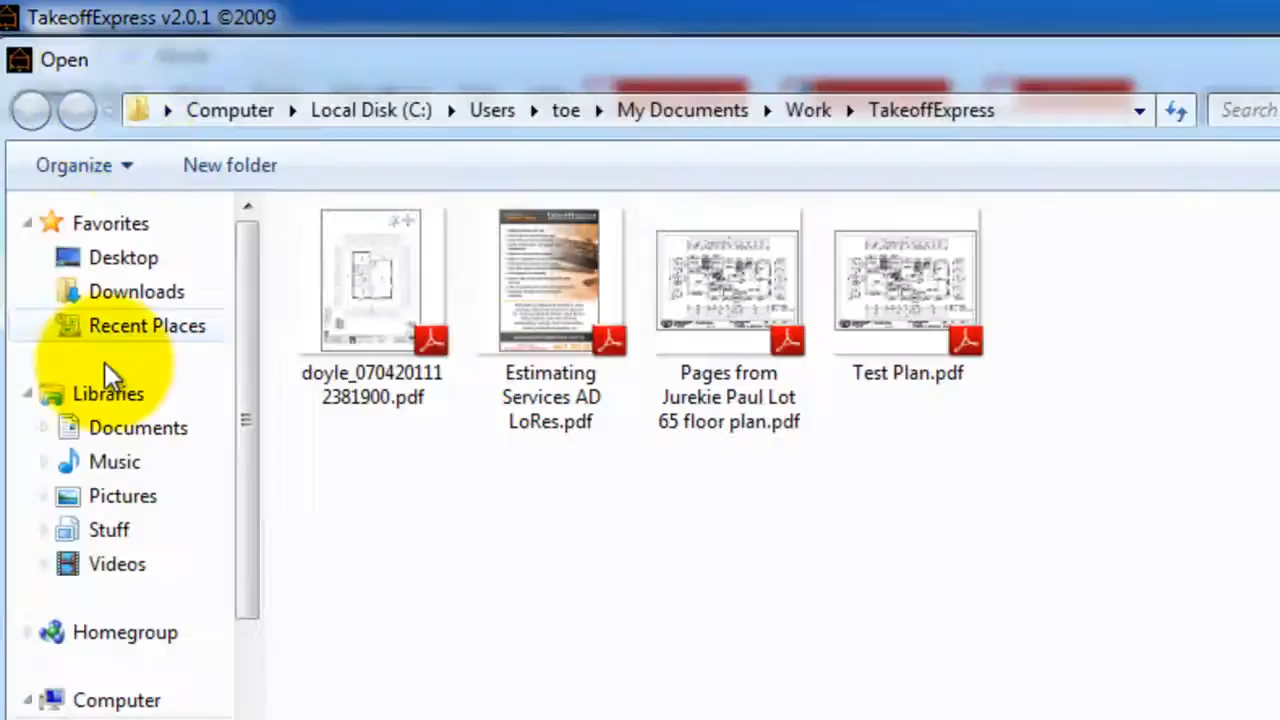 TakeoffExpress v2.0.1 ©2009
Open
Computer Local Disk (C:) Users toe My Documents Work TakeoffExpress
Search
Organize New folder
Favorites
Desktop
Downloads
Recent Places
Libraries
Documents
Music
Pictures
Stuff
Videos
Homegroup
Computer
doyle_070420111
2381900.pdf
Estimating
Services AD
LoRes.pdf
Pages from
Jurekie Paul Lot
65 floor plan.pdf
Test Plan.pdf